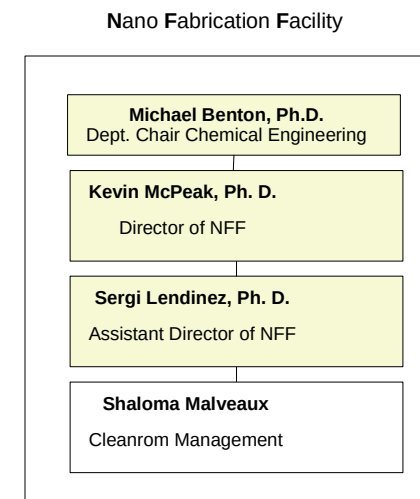 Nano Fabrication Facility
Michael Benton, Ph.D.
Dept. Chair Chemical Engineering
Kevin McPeak, Ph. D.
Director of NFF
Sergi Lendinez, Ph. D.
Assistant Director of NFF
Shaloma Malveaux
Cleanrom Management